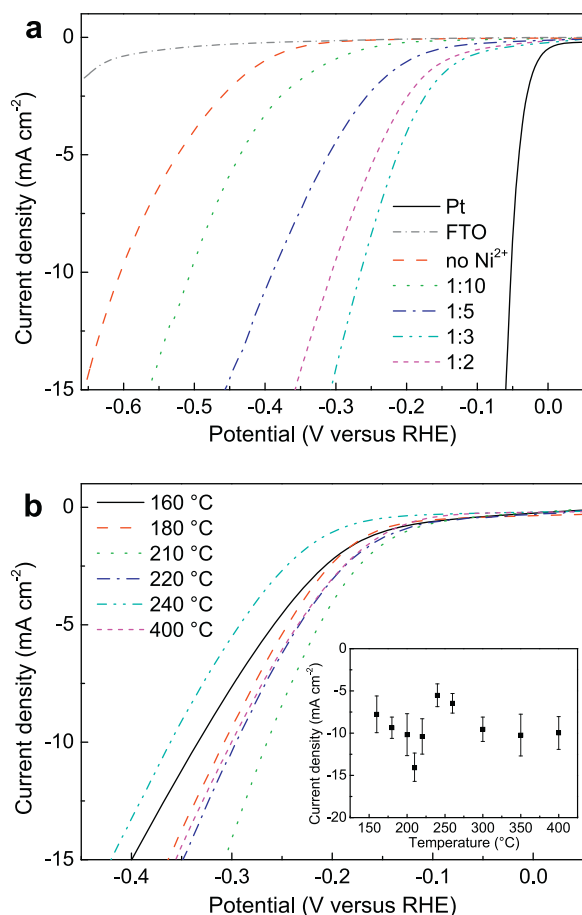 a
0
-5
-10
-15
Current density (mA cm⁻²)
Pt
FTO
no Ni²⁺
1:10
1:5
1:3
1:2
-0.6 -0.5 -0.4 -0.3 -0.2 -0.1 0.0
Potential (V versus RHE)
b
0
-5
-10
-15
Current density (mA cm⁻²)
160 °C
180 °C
210 °C
220 °C
240 °C
400 °C
0
-5
-10
-15
-20
Current density (mA cm⁻²)
150 200 250 300 350 400
Temperature (°C)
-0.4 -0.3 -0.2 -0.1 0.0
Potential (V versus RHE)